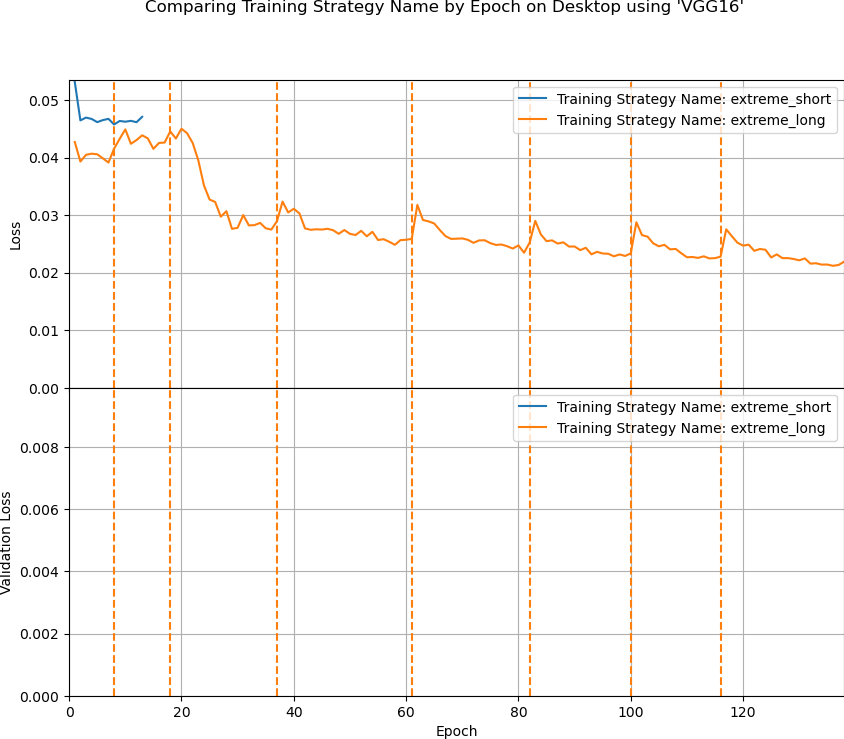 Comparing Training Strategy Name by Epoch on Desktop using 'VGG16'
Training Strategy Name: extreme_short
Training Strategy Name: extreme_long
0.05
0.04
0.03
0.02
0.01
0.00
Loss
Training Strategy Name: extreme_short
Training Strategy Name: extreme_long
0.008
0.006
0.004
0.002
0.000
Validation Loss
0
20
40
60
80
100
120
Epoch